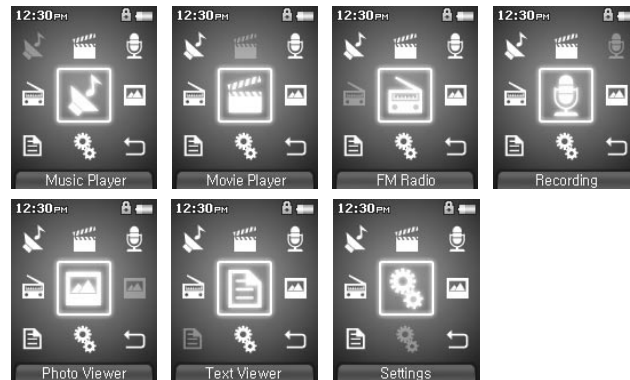 12:30PM
Music Player
12:30PM
Movie Player
12:30PM
FM Radio
12:30PM
Recording
12:30PM
Photo Viewer
12:30PM
Text Viewer
12:30PM
Settings